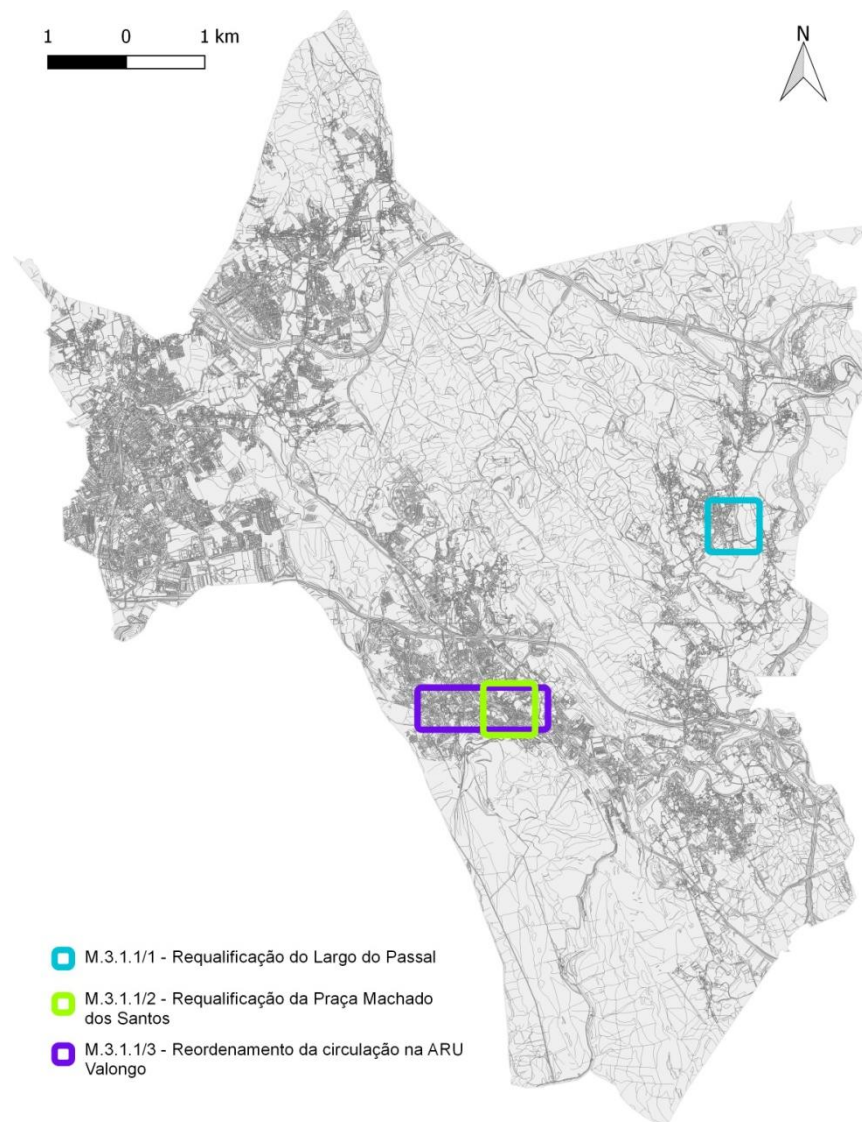 1 0 1 km
N
M.3.1.1/1 - Requalificação do Largo do Passal
M.3.1.1/2 - Requalificação da Praça Machado
dos Santos
M.3.1.1/3 - Reordenamento da circulação na ARU
Valongo